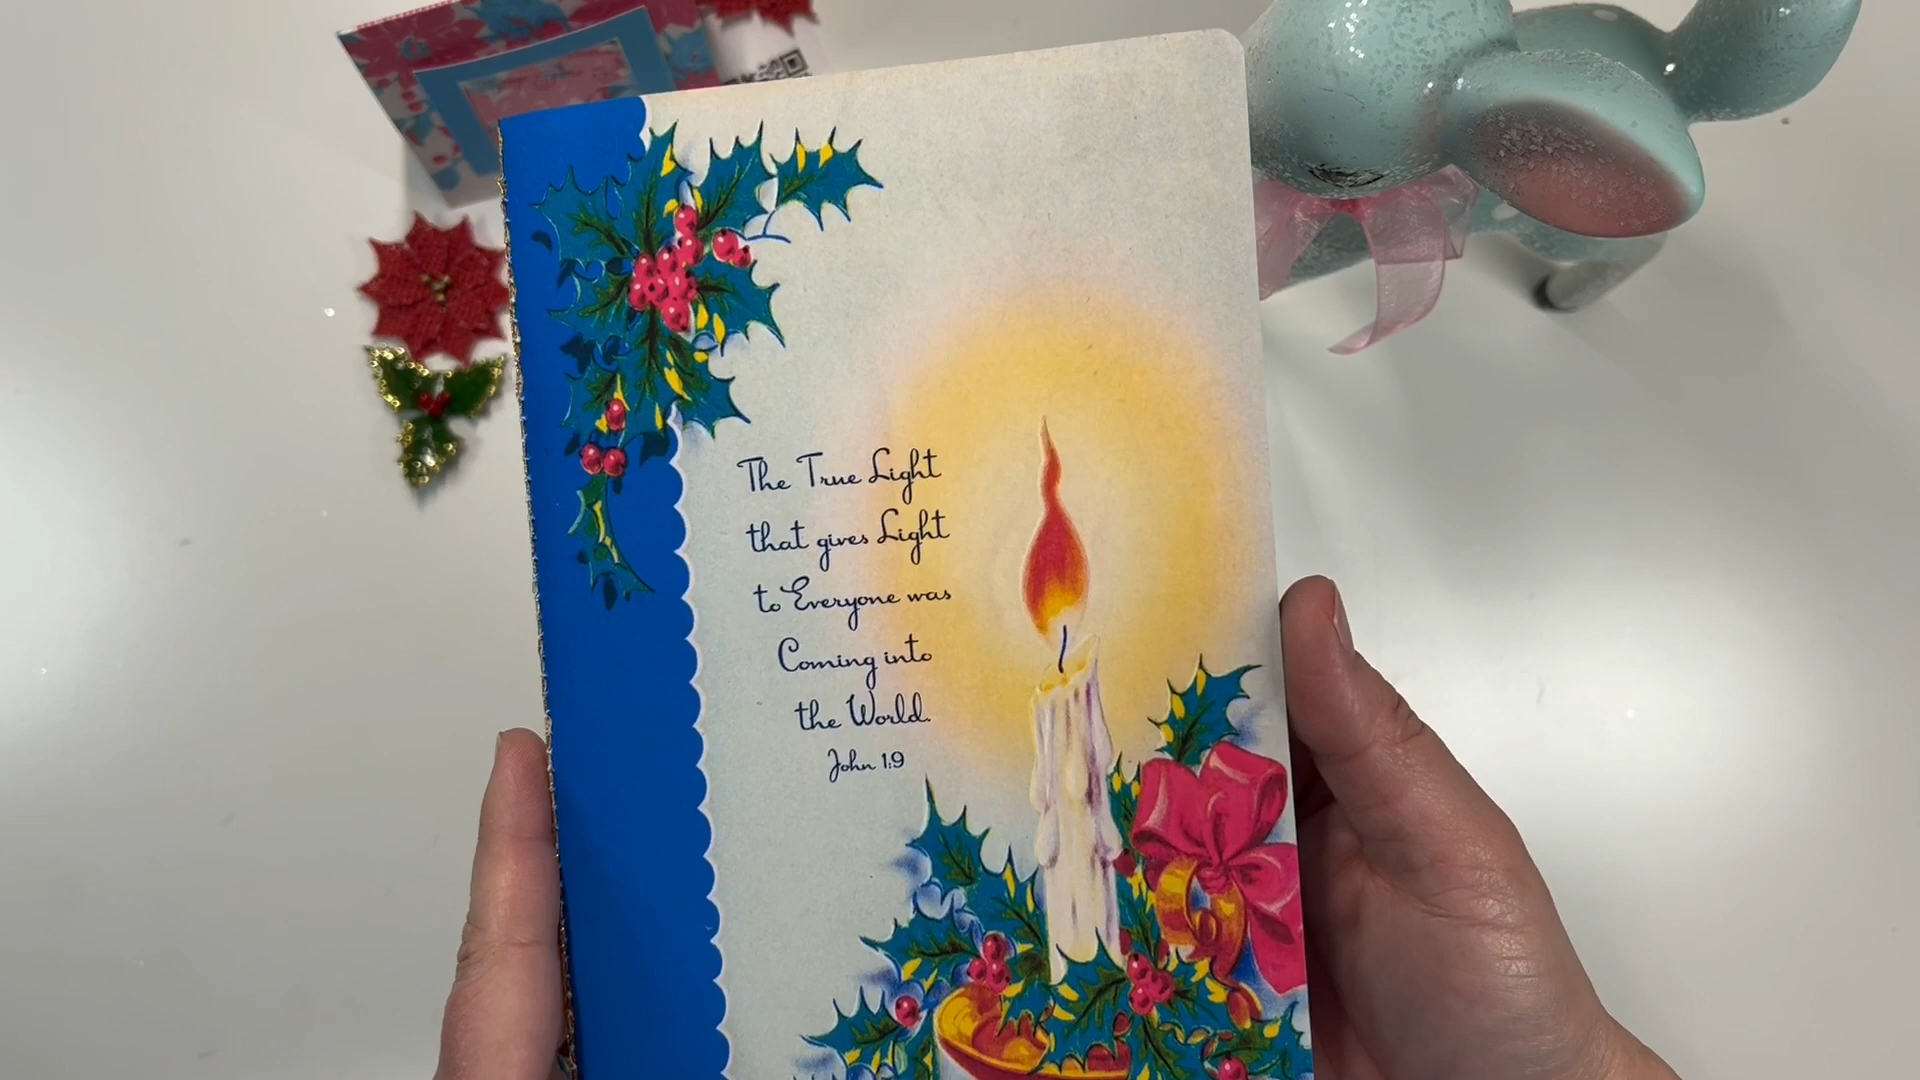 The True Light
that gives Light
to Everyone was
Coming into
the World.
John 1:9